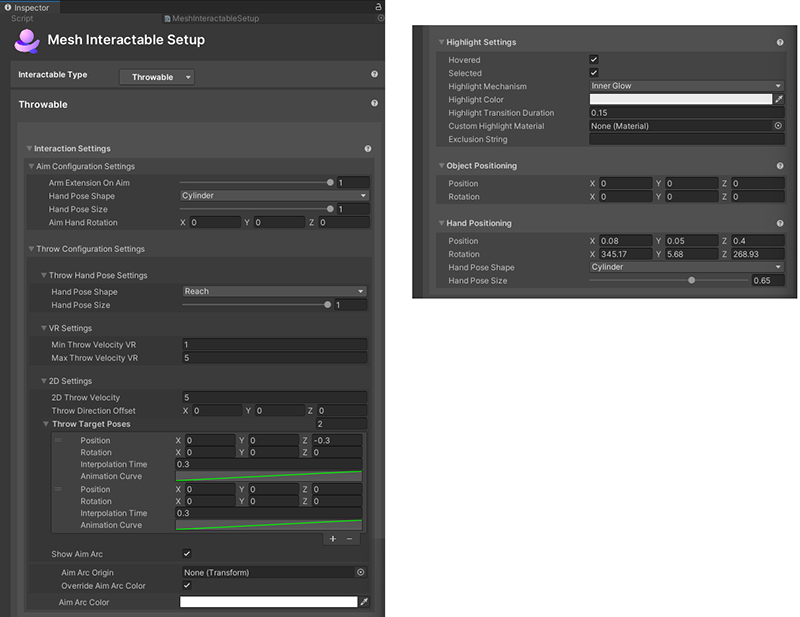 Inspector
Script MeshInteractableSetup
Mesh Interactable Setup
Interactable Type Throwable
Throwable
Interaction Settings
Aim Configuration Settings
Arm Extension On Aim 1
Hand Pose Shape Cylinder
Hand Pose Size 1
Aim Hand Rotation X 0 Y 0 Z 0
Throw Configuration Settings
Throw Hand Pose Settings
Hand Pose Shape Reach
Hand Pose Size 1
VR Settings
Min Throw Velocity VR 1
Max Throw Velocity VR 5
2D Settings
2D Throw Velocity 5
Throw Direction Offset X 0 Y 0 Z 0
Throw Target Poses 2
Position X 0 Y 0 Z -0.3
Rotation X 0 Y 0 Z 0
Interpolation Time 0.3
Animation Curve
Position X 0 Y 0 Z 0
Rotation X 0 Y 0 Z 0
Interpolation Time 0.3
Animation Curve
+ −
Show Aim Arc
Aim Arc Origin None (Transform)
Override Aim Arc Color
Aim Arc Color
Highlight Settings
Hovered
Selected
Highlight Mechanism Inner Glow
Highlight Color
Highlight Transition Duration 0.15
Custom Highlight Material None (Material)
Exclusion String
Object Positioning
Position X 0 Y 0 Z 0
Rotation X 0 Y 0 Z 0
Hand Positioning
Position X 0.08 Y 0.05 Z 0.4
Rotation X 345.17 Y 5.68 Z 268.93
Hand Pose Shape Cylinder
Hand Pose Size 0.65